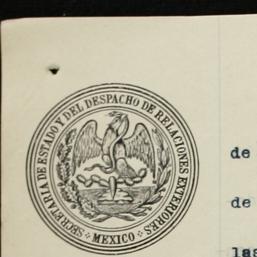 SECRETARIA DE ESTADO Y DEL DESPACHO DE RELACIONES EXTERIORES
MEXICO
de
de
las